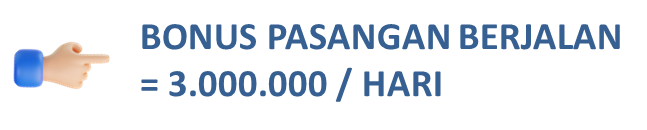 BONUS PASANGAN BERJALAN
= 3.000.000 / HARI